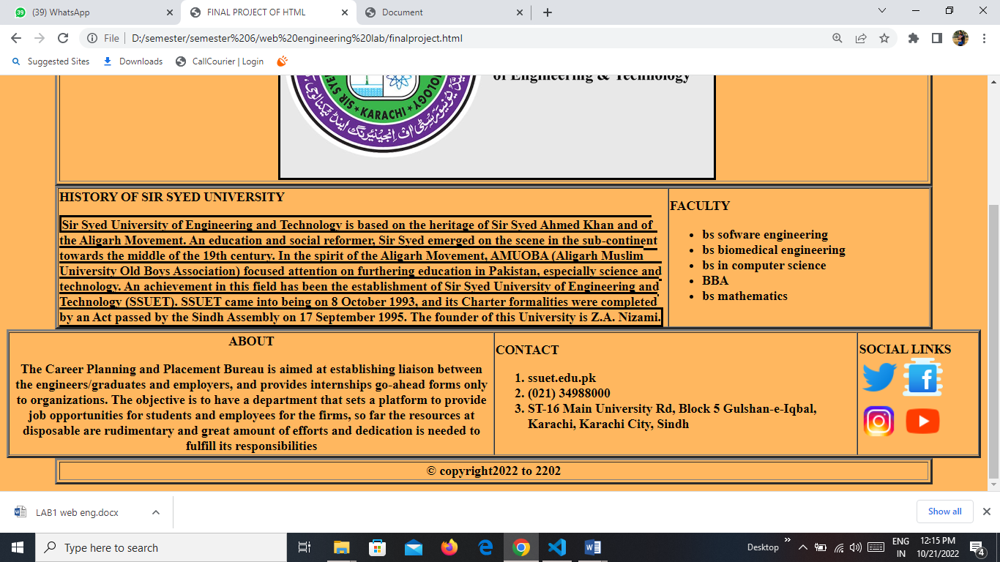 (39) WhatsApp
FINAL PROJECT OF HTML
Document
File
D:/semester/semester%206/web%20engineering%20lab/finalproject.html
Suggested Sites
Downloads
CallCourier | Login
of Engineering & Technology
SIR SYE
OLOGY
★ KARACHI ★
HISTORY OF SIR SYED UNIVERSITY
Sir Syed University of Engineering and Technology is based on the heritage of Sir Syed Ahmed Khan and of
the Aligarh Movement. An education and social reformer, Sir Syed emerged on the scene in the sub-continent
towards the middle of the 19th century. In the spirit of the Aligarh Movement, AMUOBA (Aligarh Muslim
University Old Boys Association) focused attention on furthering education in Pakistan, especially science and
technology. An achievement in this field has been the establishment of Sir Syed University of Engineering and
Technology (SSUET). SSUET came into being on 8 October 1993, and its Charter formalities were completed
by an Act passed by the Sindh Assembly on 17 September 1995. The founder of this University is Z.A. Nizami.
FACULTY
• bs sofware engineering
• bs biomedical engineering
• bs in computer science
• BBA
• bs mathematics
ABOUT
The Career Planning and Placement Bureau is aimed at establishing liaison between
the engineers/graduates and employers, and provides internships go-ahead forms only
to organizations. The objective is to have a department that sets a platform to provide
job opportunities for students and employees for the firms, so far the resources at
disposable are rudimentary and great amount of efforts and dedication is needed to
fulfill its responsibilities
CONTACT
1. ssuet.edu.pk
2. (021) 34988000
3. ST-16 Main University Rd, Block 5 Gulshan-e-Iqbal,
Karachi, Karachi City, Sindh
SOCIAL LINKS
© copyright2022 to 2202
LAB1 web eng.docx
Show all
Type here to search
Desktop
ENG
IN
12:15 PM
10/21/2022
4